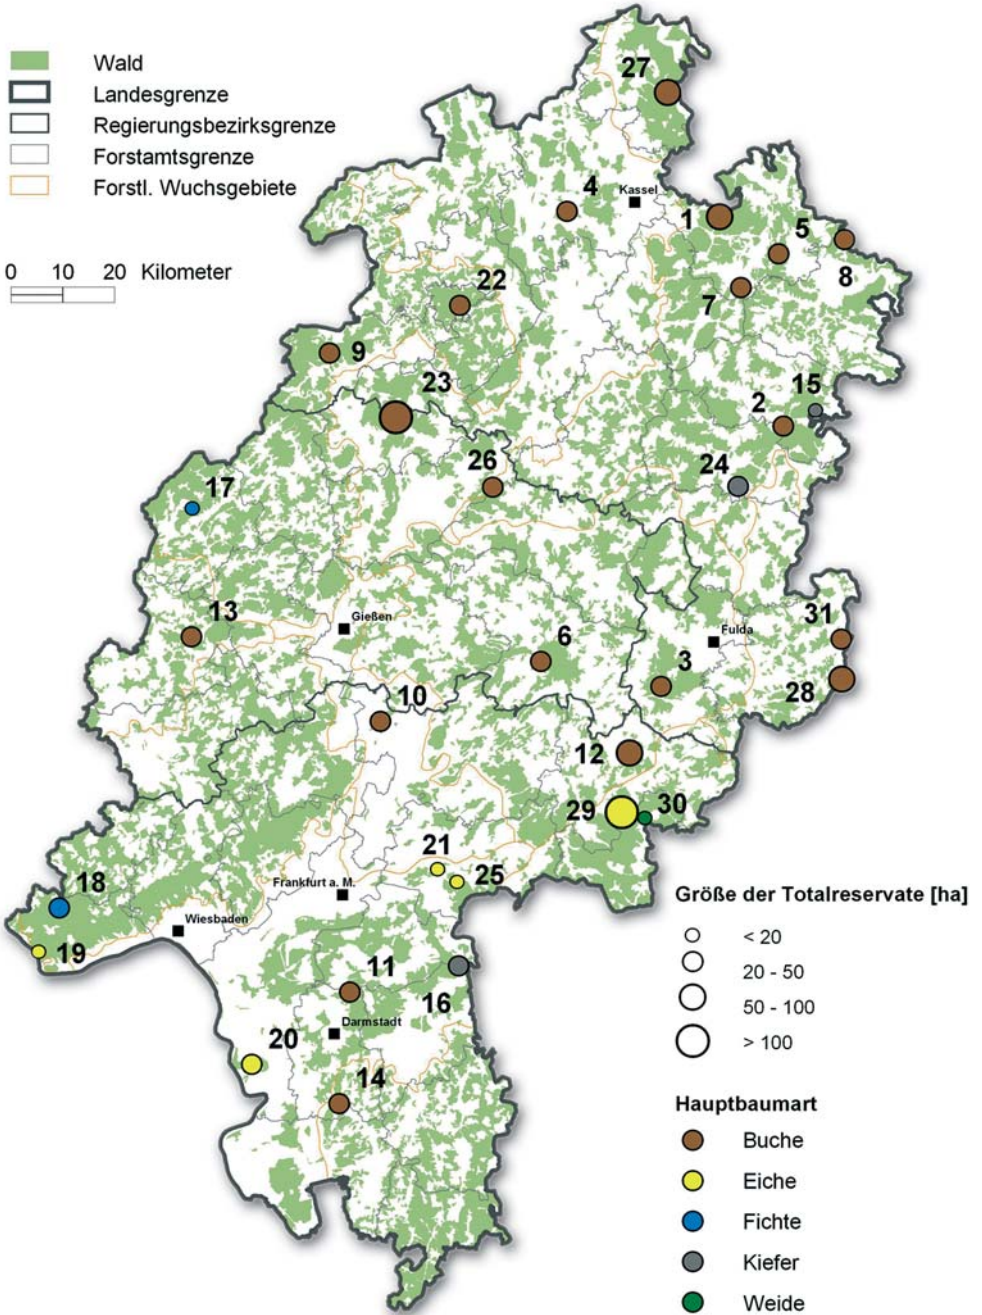 Wald
Landesgrenze
Regierungsbezirksgrenze
Forstamtsgrenze
Forstl. Wuchsgebiete
0 10 20 Kilometer
27
4
Kassel
1
5
8
7
22
9
23
15
2
26
24
17
13
Gießen
6
Fulda
31
3
28
10
12
29
30
21
25
Frankfurt a. M.
18
Wiesbaden
19
11
16
Darmstadt
20
14
Größe der Totalreservate [ha]
< 20
20 - 50
50 - 100
> 100
Hauptbaumart
Buche
Eiche
Fichte
Kiefer
Weide